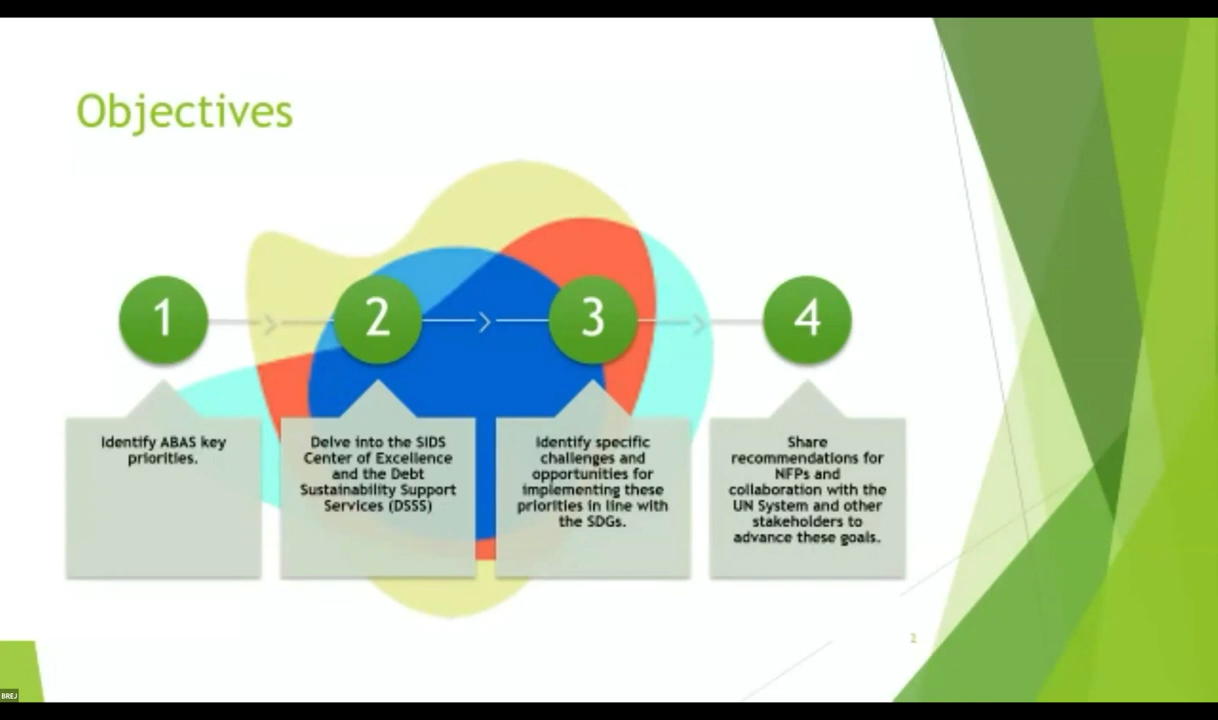 Objectives
1
2
3
4
Identify ABAS key
priorities.
Delve into the SIDS
Center of Excellence
and the Debt
Sustainability Support
Services (DSSS)
Identify specific
challenges and
opportunities for
implementing these
priorities in line with
the SDGs.
Share
recommendations for
NFPs and
collaboration with the
UN System and other
stakeholders to
advance these goals.
2
BREJ